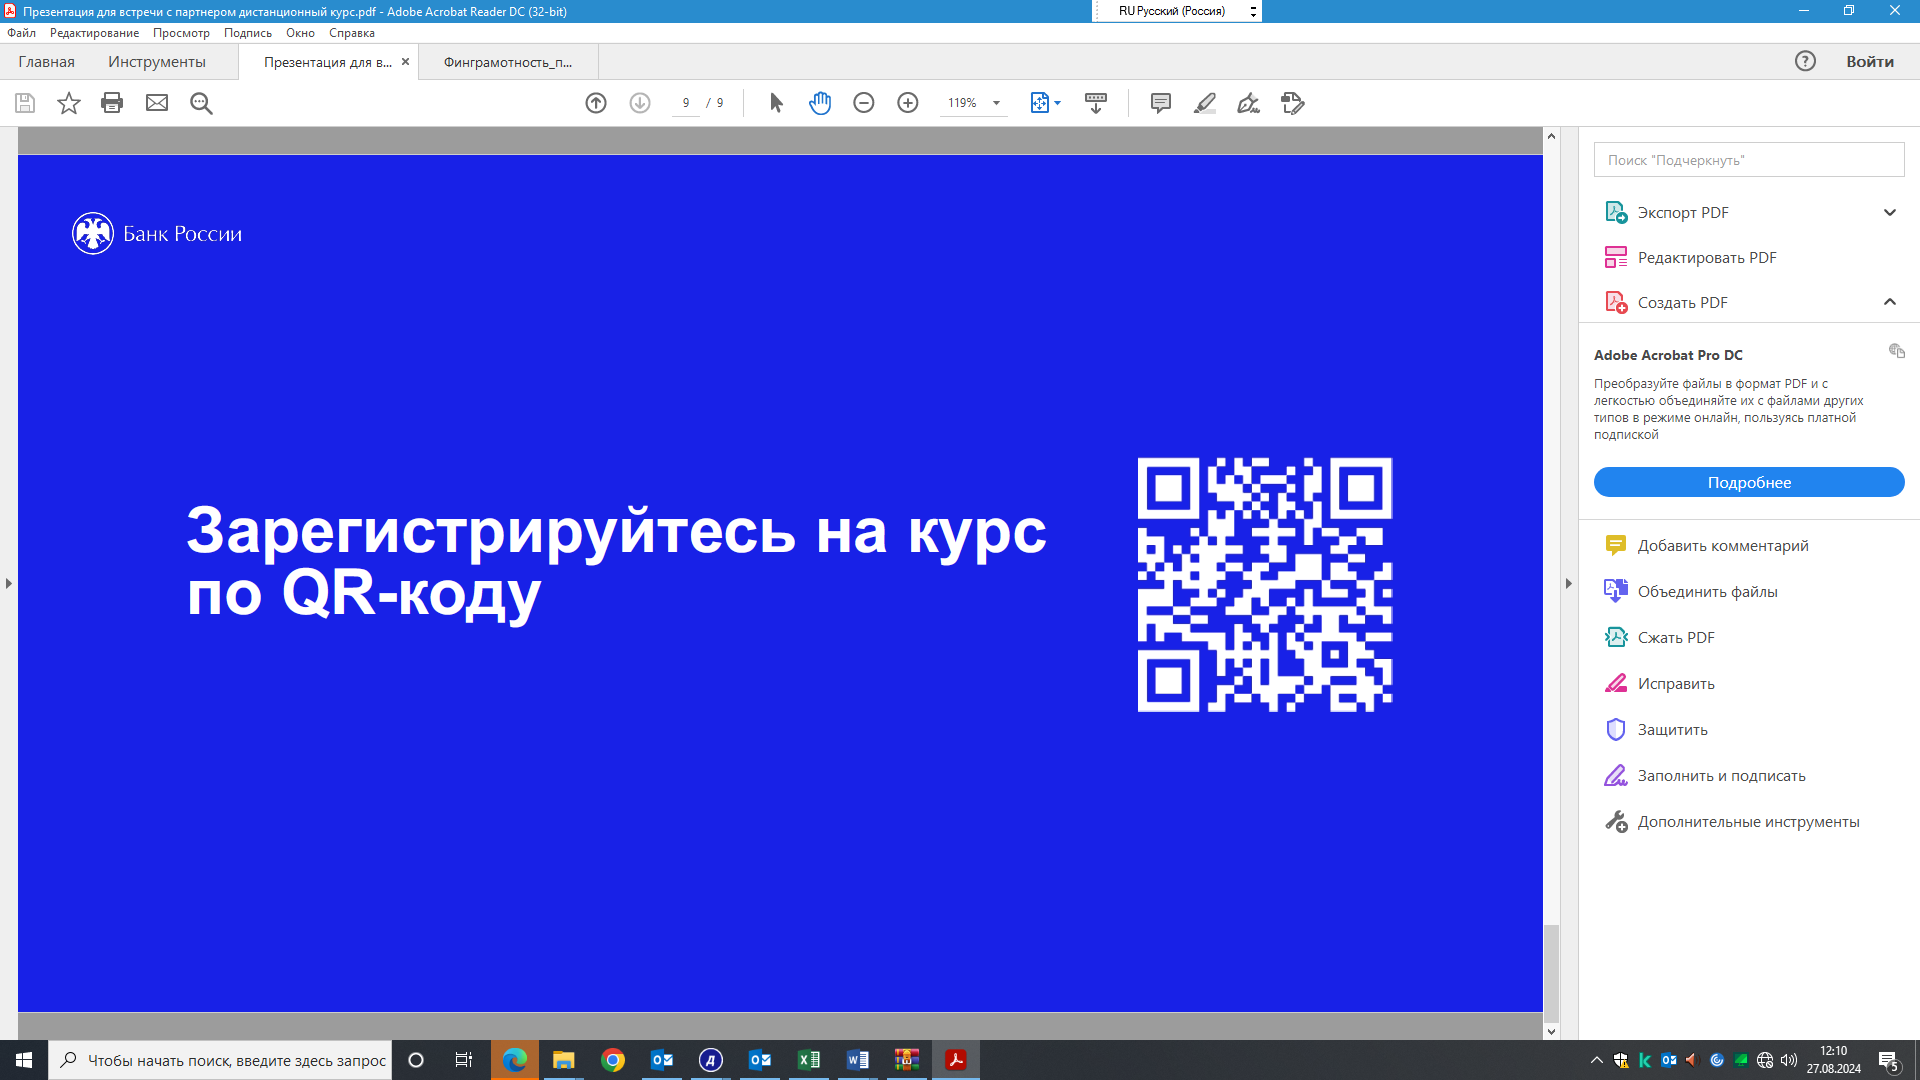 Презентация для встречи с партнером дистанционный курс.pdf - Adobe Acrobat Reader DC (32-bit)
RU Русский (Россия)
Файл Редактирование Просмотр Подпись Окно Справка
Главная Инструменты Презентация для в... Финграмотность_п... Войти
9 / 9 119%
Банк России
Зарегистрируйтесь на курс
по QR-коду
Поиск "Подчеркнуть"
Экспорт PDF
Редактировать PDF
Создать PDF
Adobe Acrobat Pro DC
Преобразуйте файлы в формат PDF и с
легкостью объединяйте их с файлами других
типов в режиме онлайн, пользуясь платной
подпиской
Подробнее
Добавить комментарий
Объединить файлы
Сжать PDF
Исправить
Защитить
Заполнить и подписать
Дополнительные инструменты
Чтобы начать поиск, введите здесь запрос
12:10
27.08.2024
5